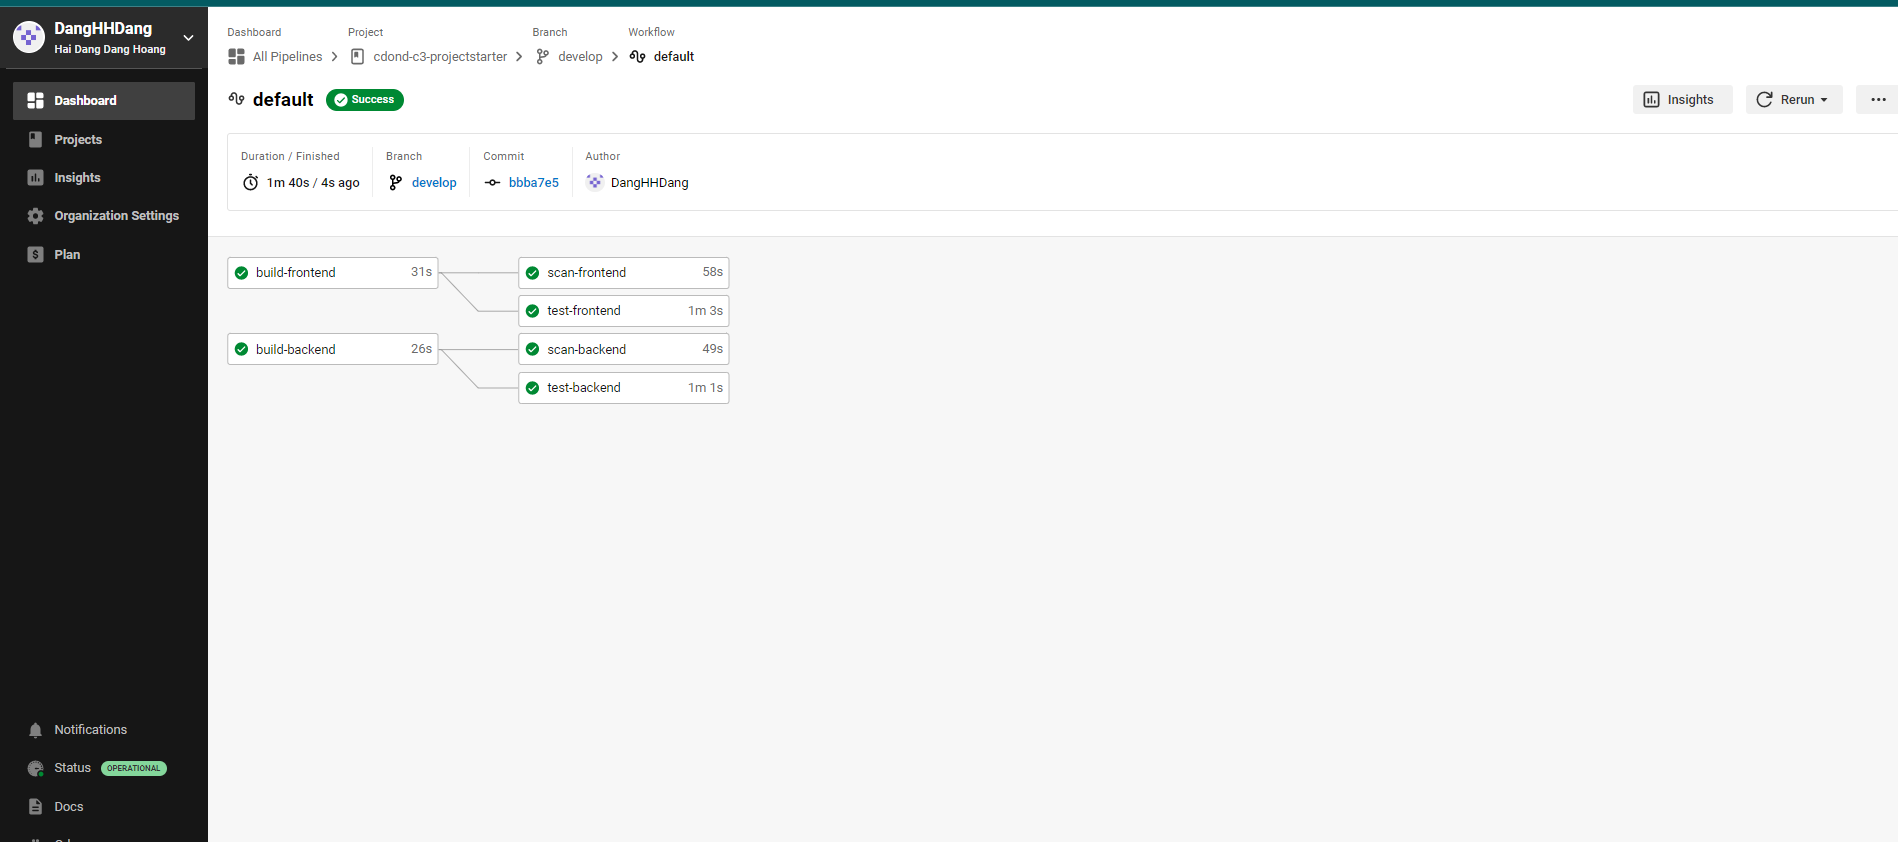 DangHHDang
Hai Dang Dang Hoang
Dashboard
Projects
Insights
Organization Settings
Plan
Notifications
Status OPERATIONAL
Docs
Dashboard Project Branch Workflow
All Pipelines cdond-c3-projectstarter develop default
default Success
Insights Rerun
Duration / Finished Branch Commit Author
1m 40s / 4s ago develop bbba7e5 DangHHDang
build-frontend 31s scan-frontend 58s
test-frontend 1m 3s
build-backend 26s scan-backend 49s
test-backend 1m 1s